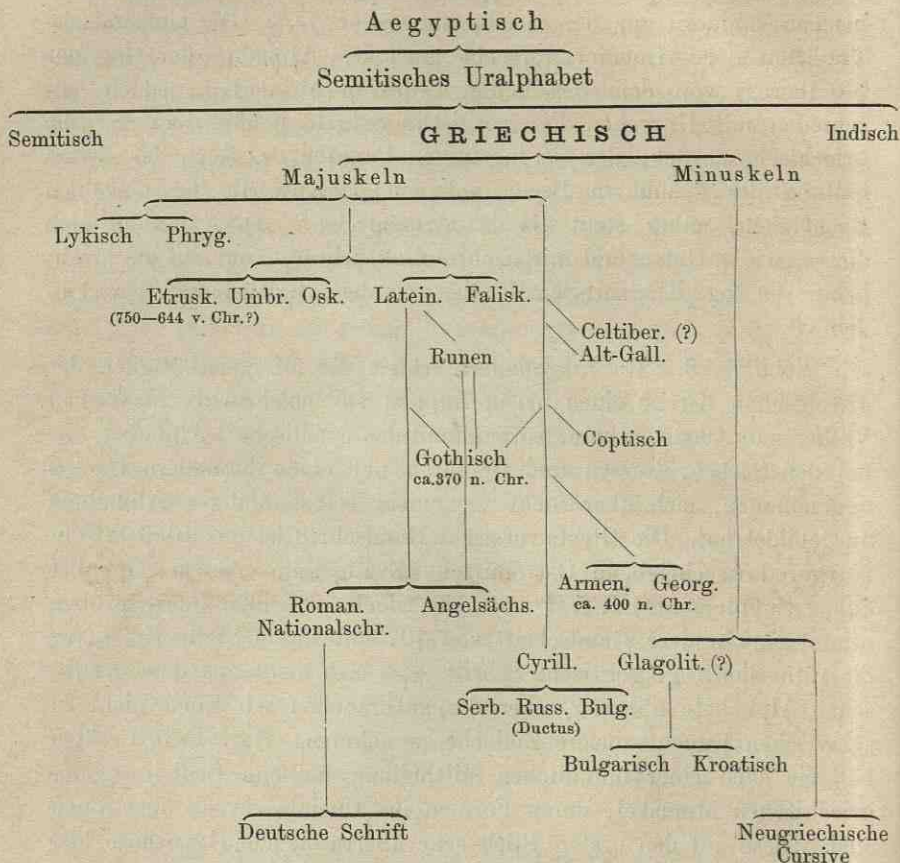 Aegyptisch
Semitisches Uralphabet
Semitisch GRIECHISCH Indisch
Majuskeln Minuskeln
Lykisch Phryg.
Etrusk. Umbr. Osk. Latein. Falisk.
(750—644 v. Chr.?)
Celtiber. (?)
Runen Alt-Gall.
Coptisch
Gothisch
ca.370 n. Chr.
Armen. Georg.
ca. 400 n. Chr.
Roman. Angelsächs.
Nationalschr.
Cyrill. Glagolit. (?)
Serb. Russ. Bulg.
(Ductus)
Bulgarisch Kroatisch
Deutsche Schrift Neugriechische
Cursive